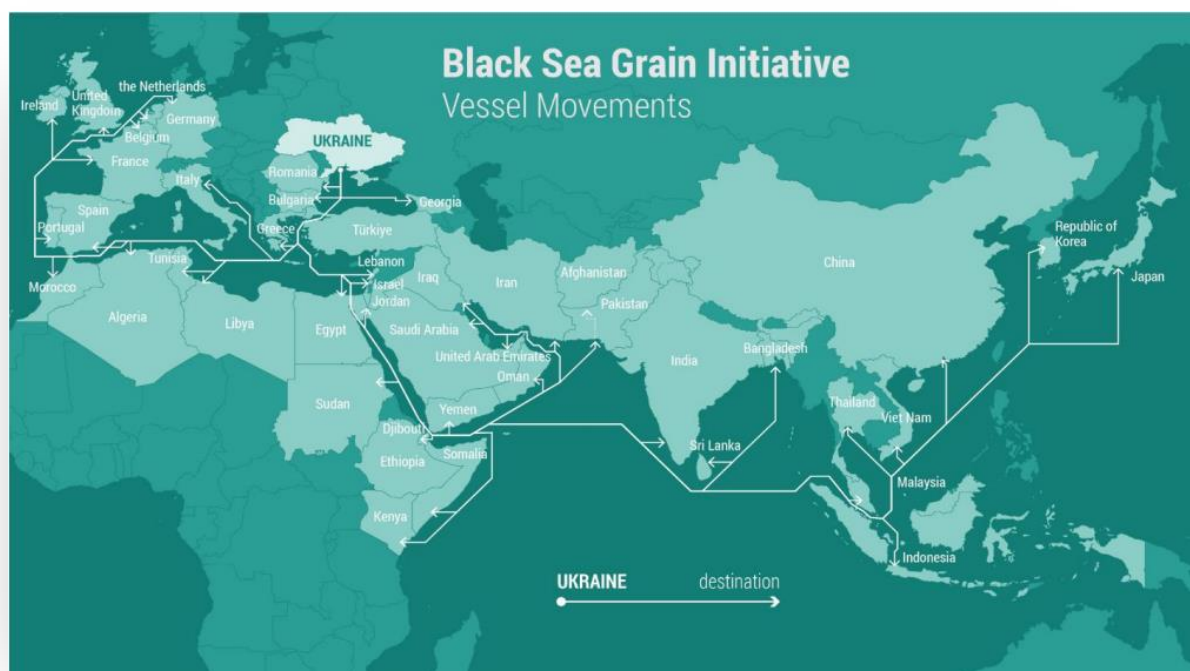 Black Sea Grain Initiative
Vessel Movements
the Netherlands
Ireland
United
Kingdoin
Belgium
Germany
France
UKRAINE
Romania
Italy
Bulgaria
Georgia
Spain
Portugal
Greece
Türkiye
Republic of
Korea
Japan
Tunisia
Lebanon
Israel
Jordan
Iraq
Iran
Afghanistan
Pakistan
China
Morocco
Algeria
Libya
Egypt
Saudi Arabia
United Arab Emirates
Oman
India
Bangladesh
Sudan
Yemen
Djibouti
Ethiopia
Somalia
Sri Lanka
Thailand
Viet Nam
Kenya
Malaysia
Indonesia
UKRAINE destination